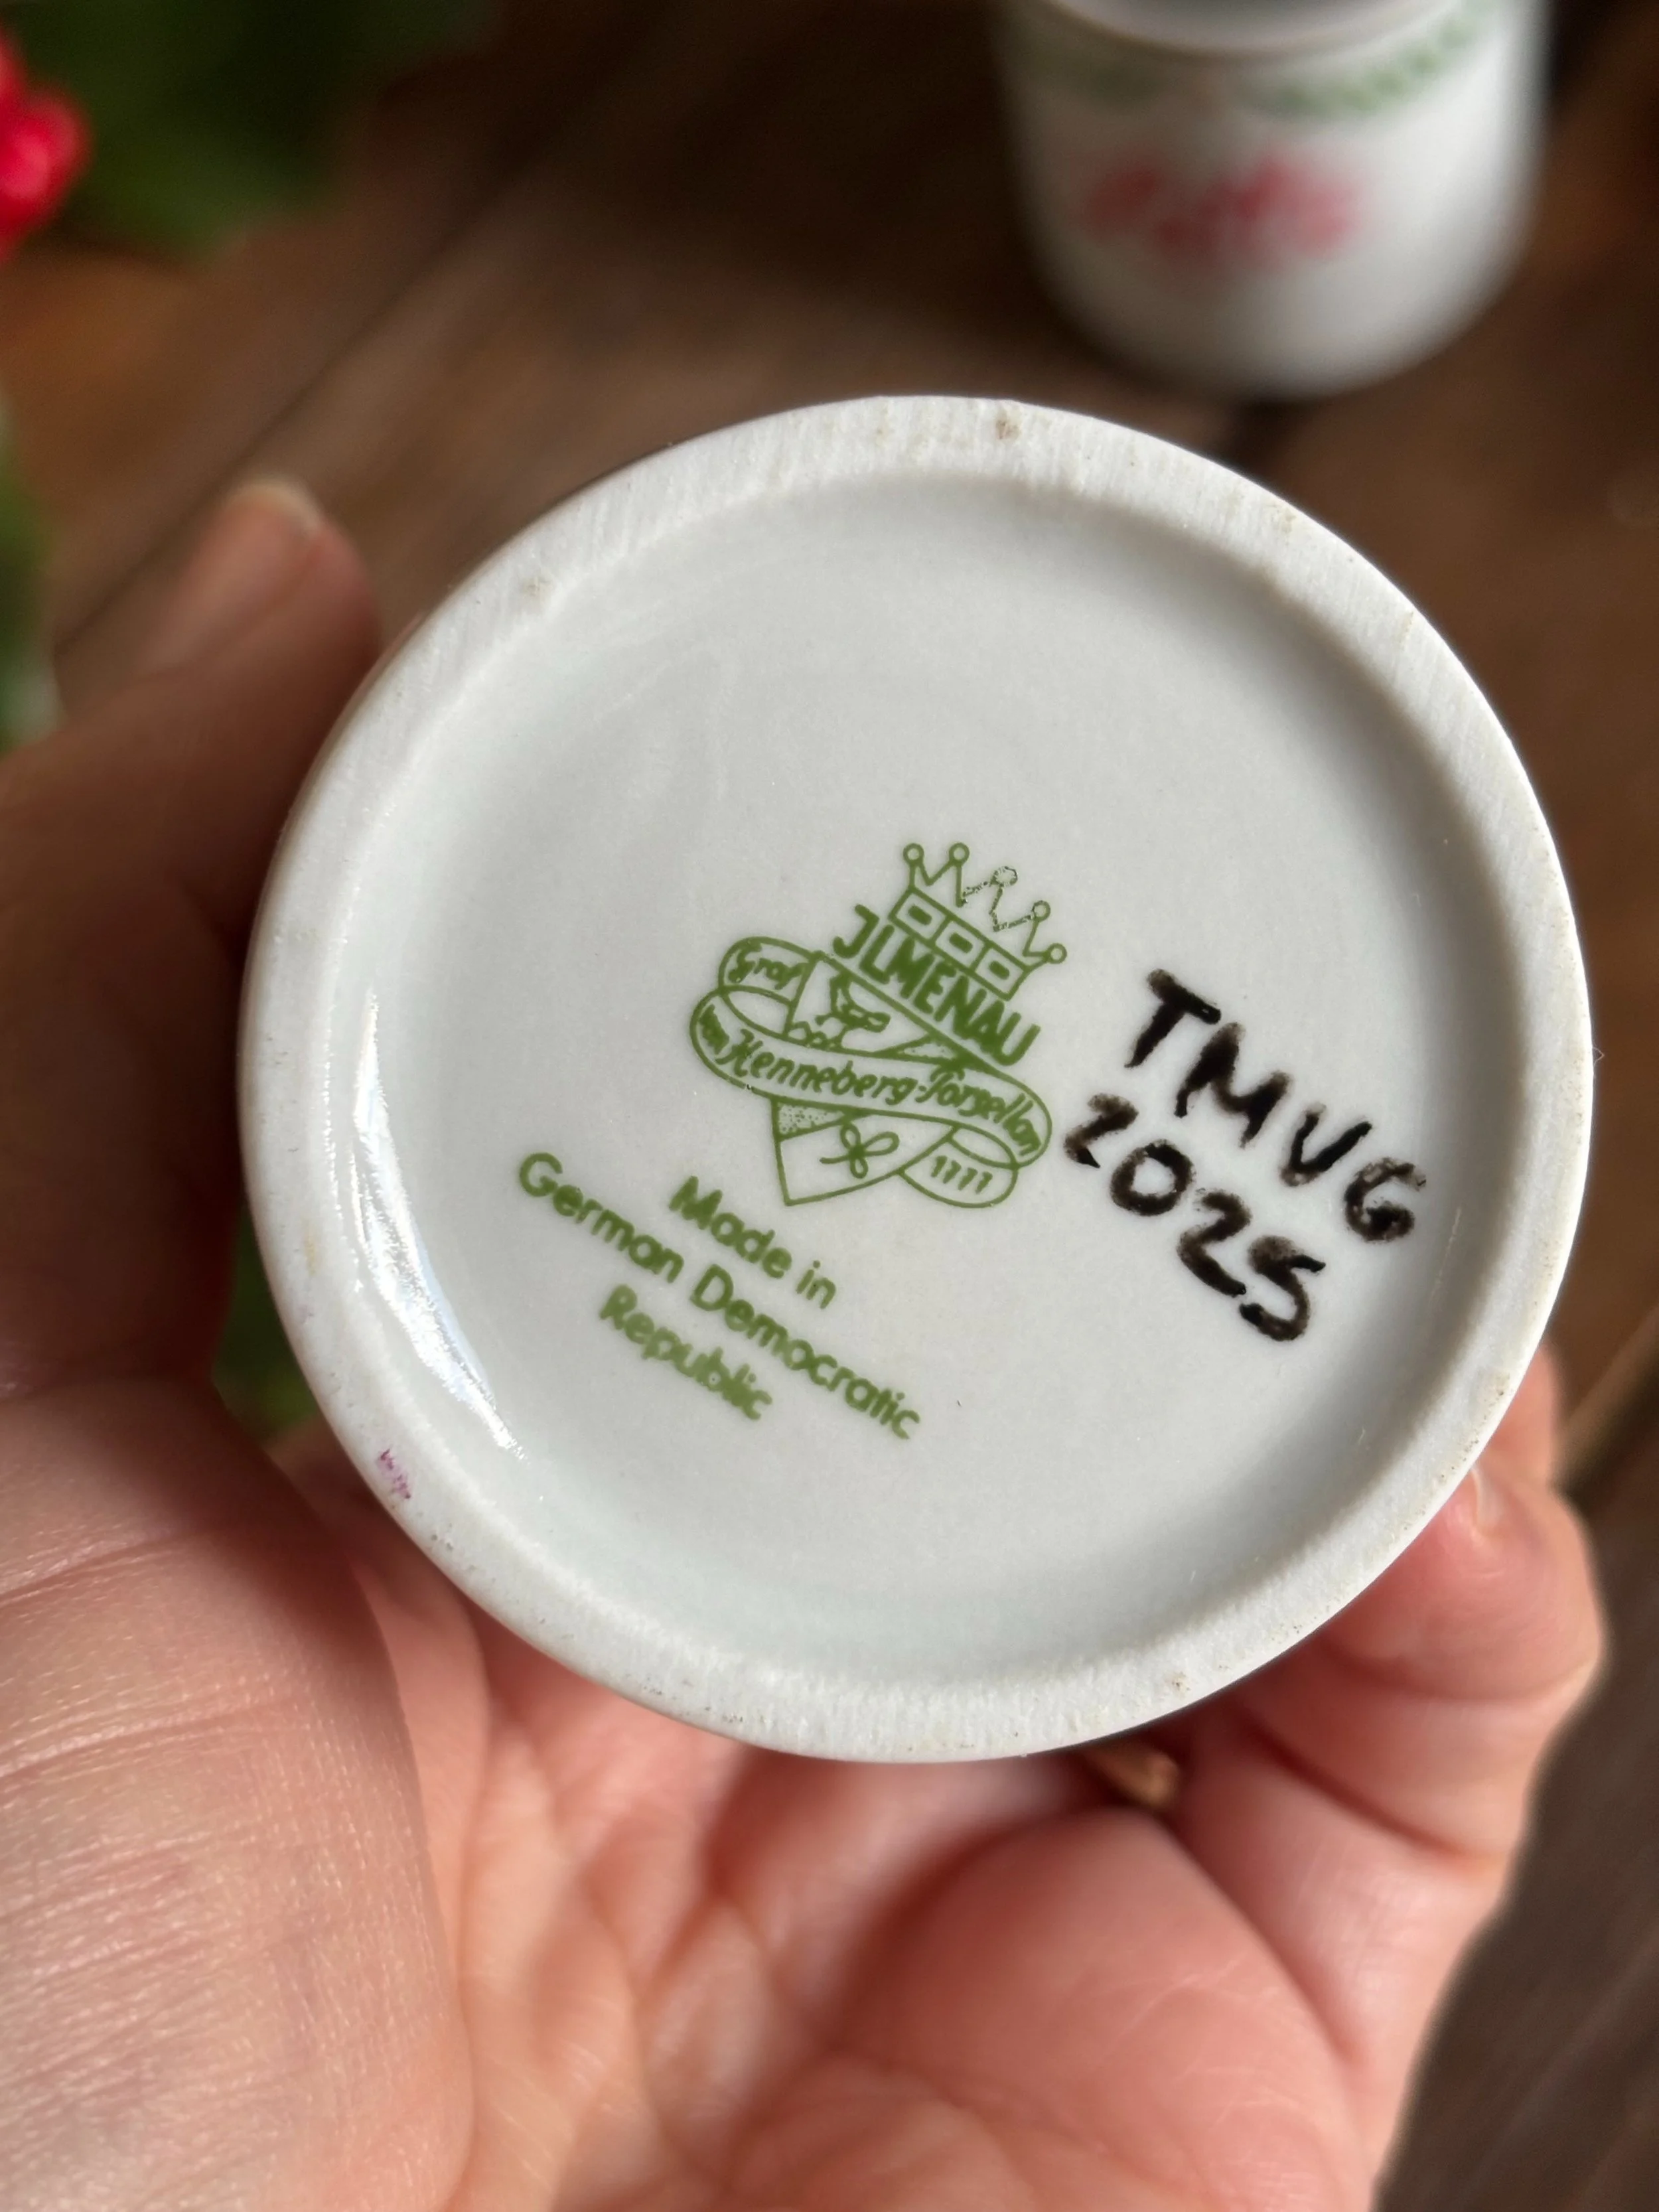 JLMENAU
Graf
von Henneberg-Porzellan
1777
Made in
German Democratic
Republic
TMVG
2025